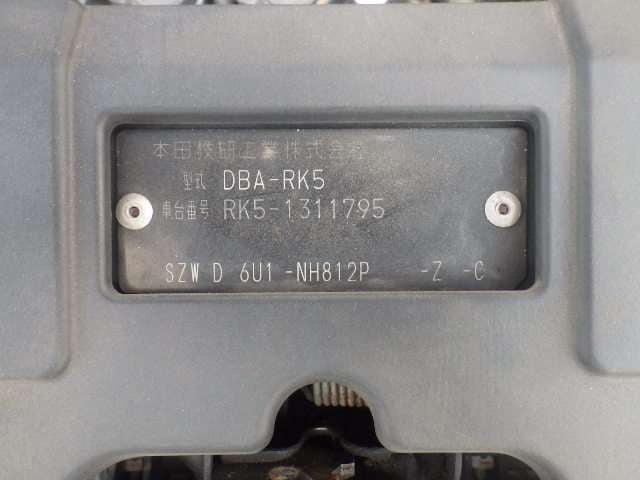 本田技研工業株式会社
型式 DBA-RK5
車台番号 RK5-1311795
SZW D 6U1 -NH812P -Z -C